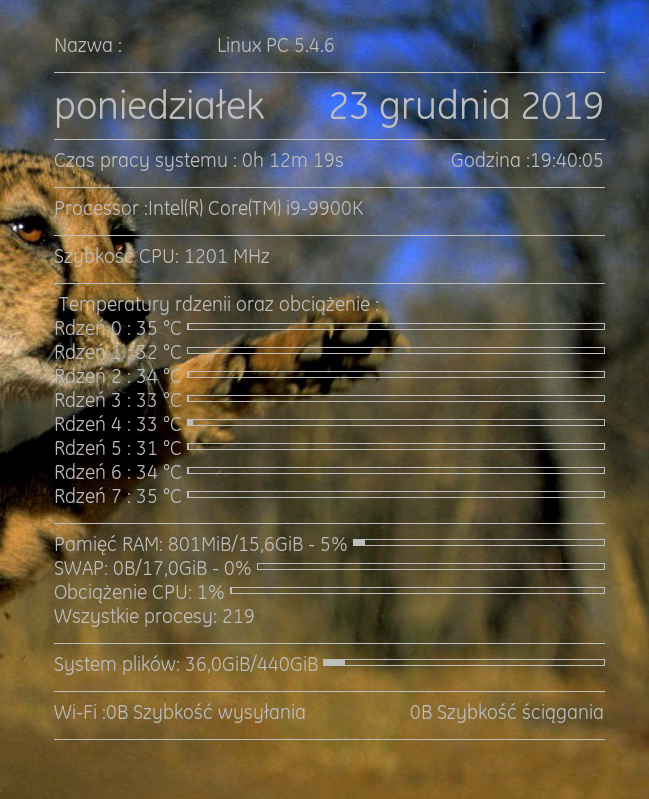 Nazwa : Linux PC 5.4.6
poniedziałek 23 grudnia 2019
Czas pracy systemu : 0h 12m 19s Godzina :19:40:05
Processor :Intel(R) Core(TM) i9-9900K
Szybkość CPU: 1201 MHz
Temperatury rdzenii oraz obciążenie :
Rdzeń 0 : 35 °C
Rdzeń 1 : 32 °C
Rdzeń 2 : 34 °C
Rdzeń 3 : 33 °C
Rdzeń 4 : 33 °C
Rdzeń 5 : 31 °C
Rdzeń 6 : 34 °C
Rdzeń 7 : 35 °C
Pamięć RAM: 801MiB/15,6GiB - 5%
SWAP: 0B/17,0GiB - 0%
Obciążenie CPU: 1%
Wszystkie procesy: 219
System plików: 36,0GiB/440GiB
Wi-Fi :0B Szybkość wysyłania 0B Szybkość ściągania